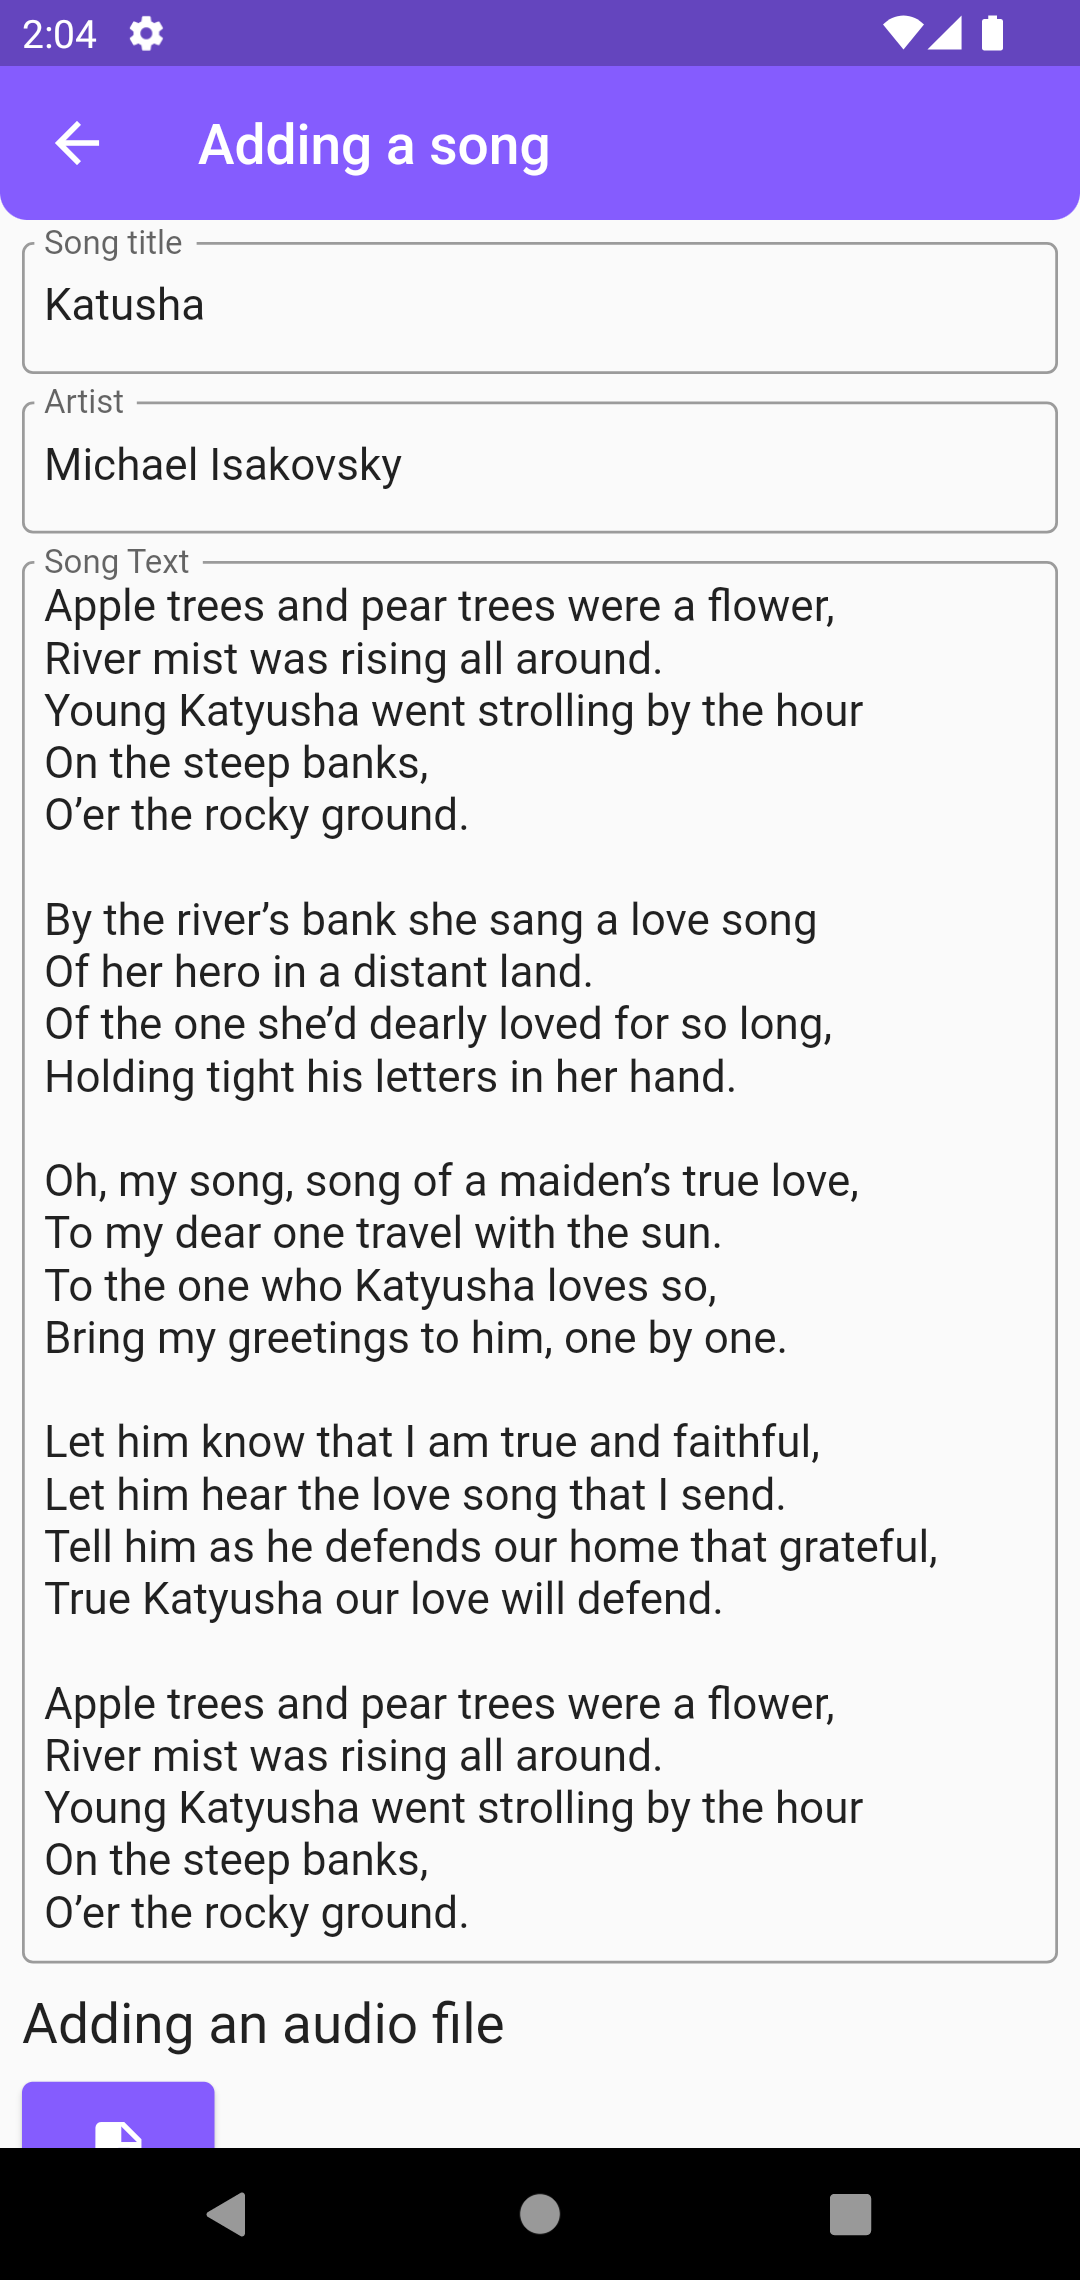 2:04
Adding a song
Song title
Katusha
Artist
Michael Isakovsky
Song Text
Apple trees and pear trees were a flower,
River mist was rising all around.
Young Katyusha went strolling by the hour
On the steep banks,
O’er the rocky ground.
By the river’s bank she sang a love song
Of her hero in a distant land.
Of the one she’d dearly loved for so long,
Holding tight his letters in her hand.
Oh, my song, song of a maiden’s true love,
To my dear one travel with the sun.
To the one who Katyusha loves so,
Bring my greetings to him, one by one.
Let him know that I am true and faithful,
Let him hear the love song that I send.
Tell him as he defends our home that grateful,
True Katyusha our love will defend.
Apple trees and pear trees were a flower,
River mist was rising all around.
Young Katyusha went strolling by the hour
On the steep banks,
O’er the rocky ground.
Adding an audio file